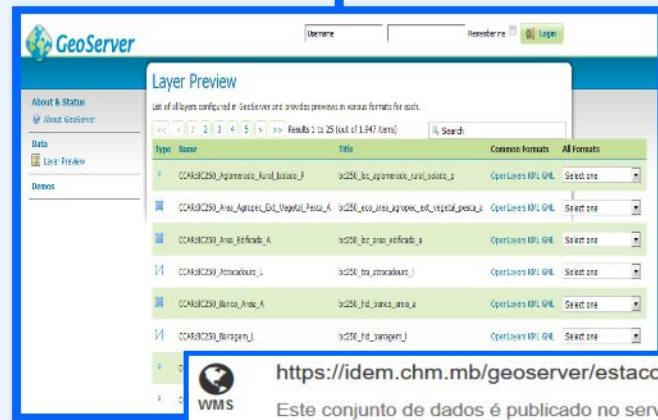 GeoServer
Username
Remember me
Login
Layer Preview
List of all layers configured in GeoServer and provides previews in various formats for each.
About & Status
About GeoServer
Data
Layer Preview
Demos
<< < 1 2 3 4 5 > >> Results 1 to 25 (out of 1.947 items)
Search
Type Name Title Common Formats All Formats
CCAR:BC250_Aglomerado_Rural_Isolado_P bc250_loc_aglomerado_rural_isolado_p OpenLayers KML GML Select one
CCAR:BC250_Area_Agropec_Ext_Vegetal_Pesca_A bc250_eco_area_agropec_ext_vegetal_pesca_a OpenLayers KML GML Select one
CCAR:BC250_Area_Edificada_A bc250_loc_area_edificada_a OpenLayers KML GML Select one
CCAR:BC250_Atracadouro_L bc250_tra_atracadouro_l OpenLayers KML GML Select one
CCAR:BC250_Banco_Areia_A bc250_hid_banco_areia_a OpenLayers KML GML Select one
CCAR:BC250_Barragem_L bc250_hid_barragem_l OpenLayers KML GML Select one
WMS
https://idem.chm.mb/geoserver/estaco
Este conjunto de dados é publicado no serv